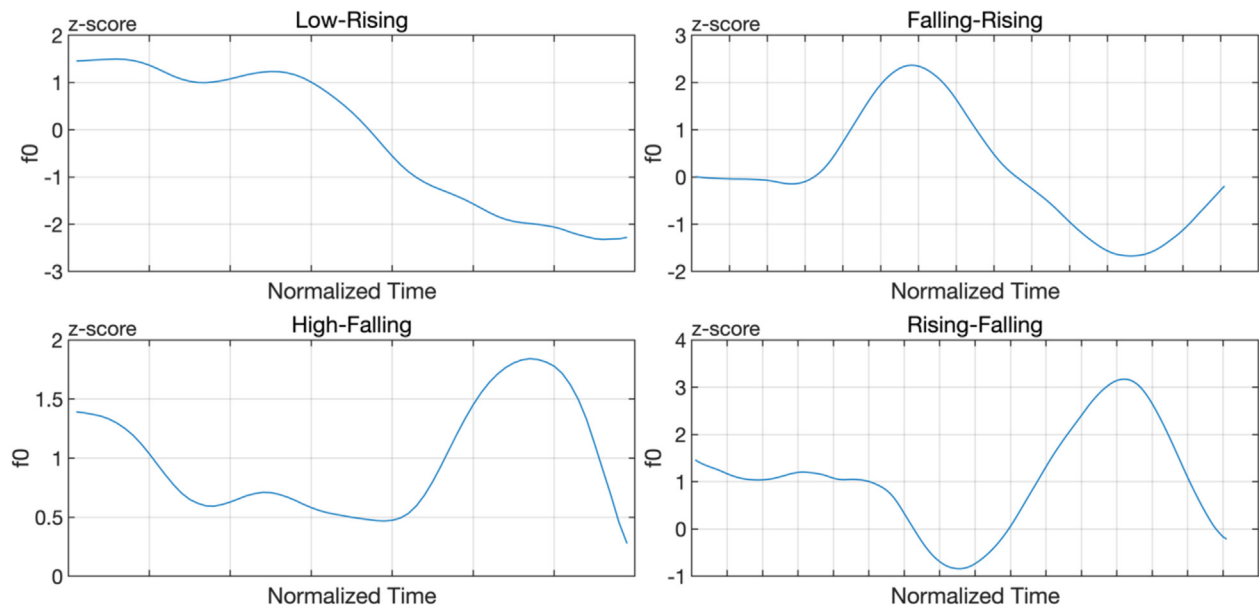 Low-Rising
z-score
2
1
0
-1
-2
-3
f0
Normalized Time
Falling-Rising
z-score
3
2
1
0
-1
-2
f0
Normalized Time
High-Falling
z-score
2
1.5
1
0.5
0
f0
Normalized Time
Rising-Falling
z-score
4
3
2
1
0
-1
f0
Normalized Time